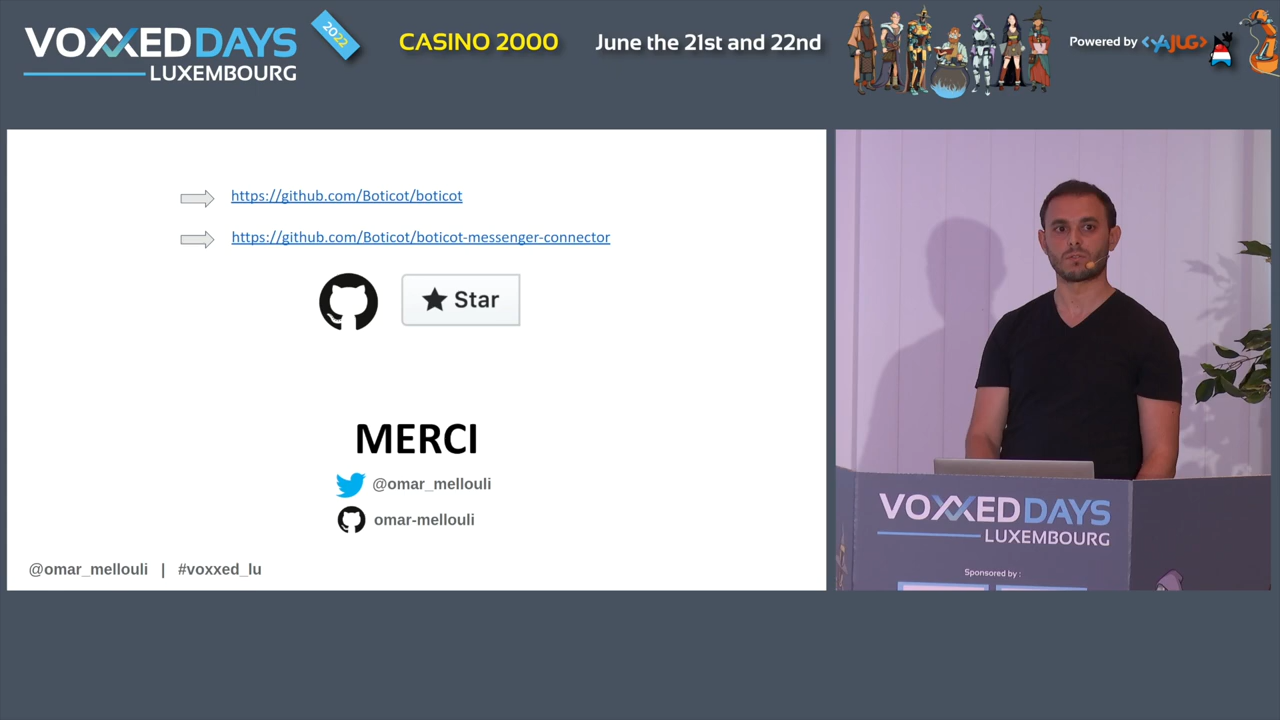 VOXXED DAYS
LUXEMBOURG
2022
CASINO 2000
June the 21st and 22nd
Powered by <YAJUG>
https://github.com/Boticot/boticot
https://github.com/Boticot/boticot-messenger-connector
Star
MERCI
@omar_mellouli
omar-mellouli
@omar_mellouli | #voxxed_lu
VOXXED DAYS
LUXEMBOURG
Sponsored by :